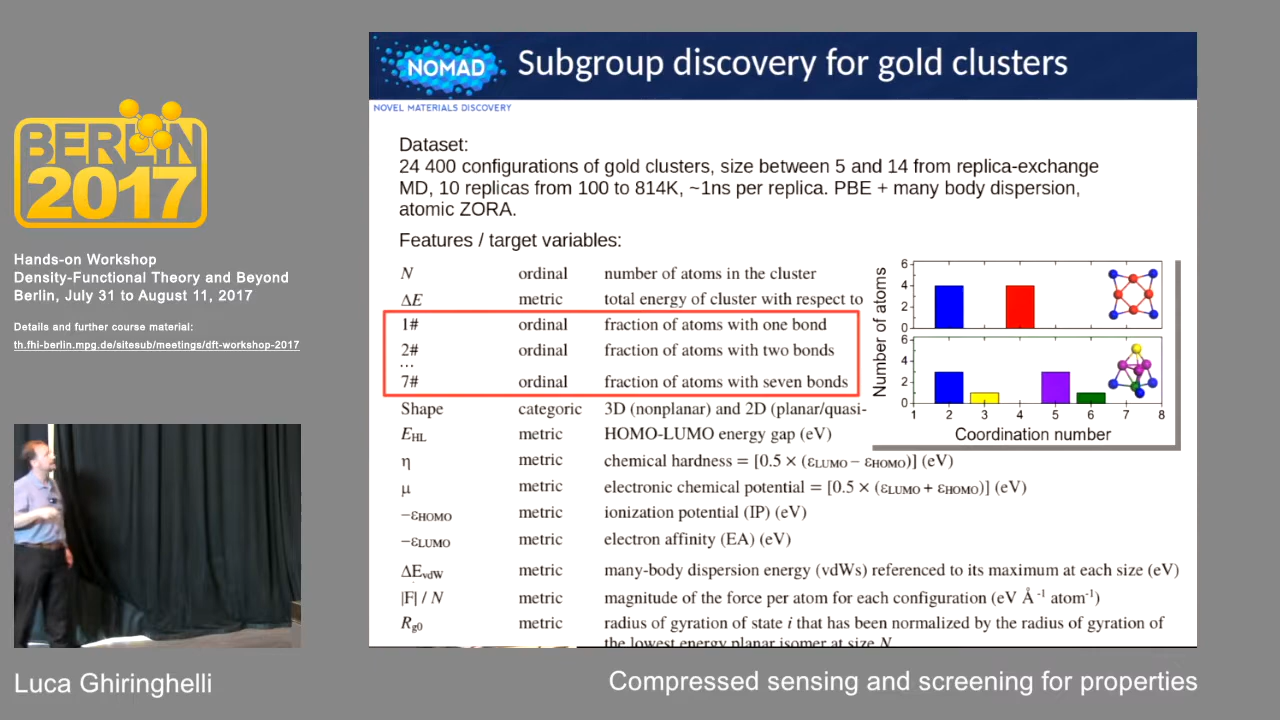 BERLIN
2017
Hands-on Workshop
Density-Functional Theory and Beyond
Berlin, July 31 to August 11, 2017
Details and further course material:
th.fhi-berlin.mpg.de/sitesub/meetings/dft-workshop-2017
NOMAD
NOVEL MATERIALS DISCOVERY
Subgroup discovery for gold clusters
Dataset:
24 400 configurations of gold clusters, size between 5 and 14 from replica-exchange
MD, 10 replicas from 100 to 814K, ~1ns per replica. PBE + many body dispersion,
atomic ZORA.
Features / target variables:
N ordinal number of atoms in the cluster
ΔE metric total energy of cluster with respect to
1# ordinal fraction of atoms with one bond
2# ordinal fraction of atoms with two bonds
...
7# ordinal fraction of atoms with seven bonds
Shape categoric 3D (nonplanar) and 2D (planar/quasi-
E_HL metric HOMO-LUMO energy gap (eV)
η metric chemical hardness = [0.5 × (ε_LUMO – ε_HOMO)] (eV)
μ metric electronic chemical potential = [0.5 × (ε_LUMO + ε_HOMO)] (eV)
–ε_HOMO metric ionization potential (IP) (eV)
–ε_LUMO metric electron affinity (EA) (eV)
ΔE_vdW metric many-body dispersion energy (vdWs) referenced to its maximum at each size (eV)
|F| / N metric magnitude of the force per atom for each configuration (eV Å⁻¹ atom⁻¹)
R_g0 metric radius of gyration of state i that has been normalized by the radius of gyration of
the lowest energy planar isomer at size N
Number of atoms
6
4
2
0
6
4
2
0
1 2 3 4 5 6 7 8
Coordination number
Luca Ghiringhelli
Compressed sensing and screening for properties